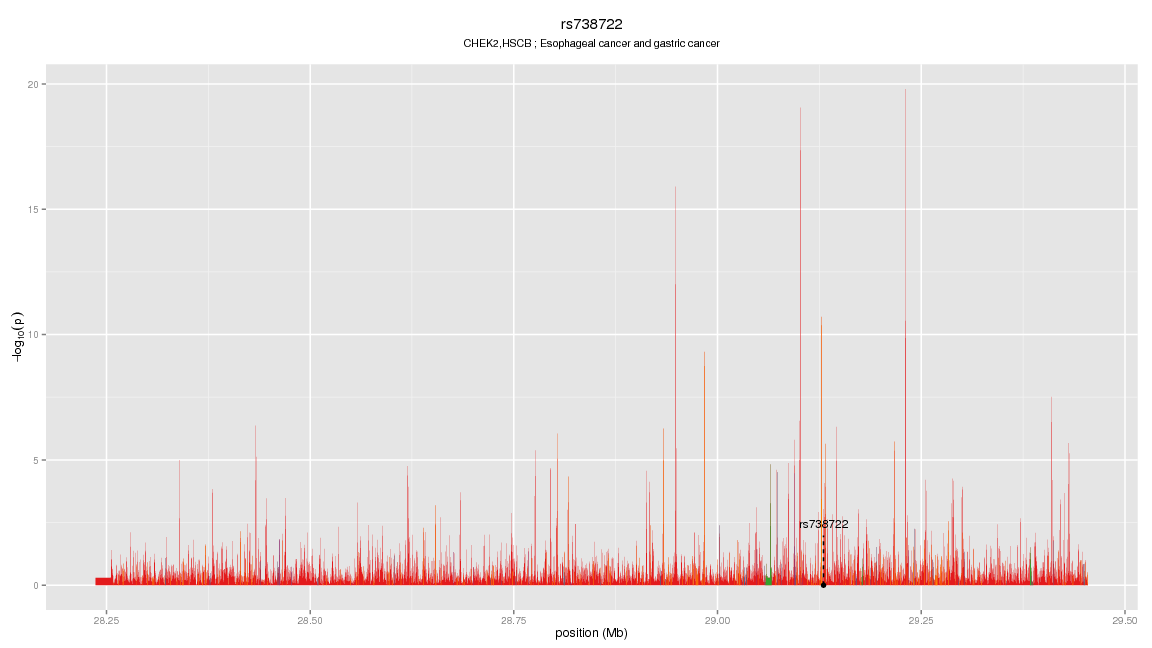 rs738722
CHEK2,HSCB ; Esophageal cancer and gastric cancer
20
15
10
5
0
−log10(p)
rs738722
28.25 28.50 28.75 29.00 29.25 29.50
position (Mb)